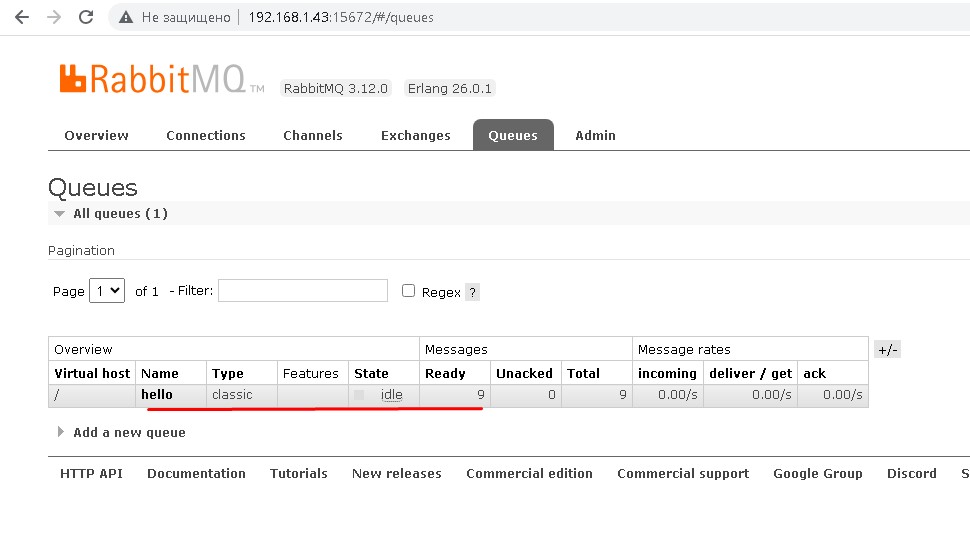 Не защищено 192.168.1.43:15672/#/queues
RabbitMQ TM RabbitMQ 3.12.0 Erlang 26.0.1
Overview Connections Channels Exchanges Queues Admin
Queues
All queues (1)
Pagination
Page 1 of 1 - Filter: Regex ?
Overview Messages Message rates +/-
Virtual host Name Type Features State Ready Unacked Total incoming deliver / get ack
/ hello classic idle 9 0 9 0.00/s 0.00/s 0.00/s
Add a new queue
HTTP API Documentation Tutorials New releases Commercial edition Commercial support Google Group Discord S